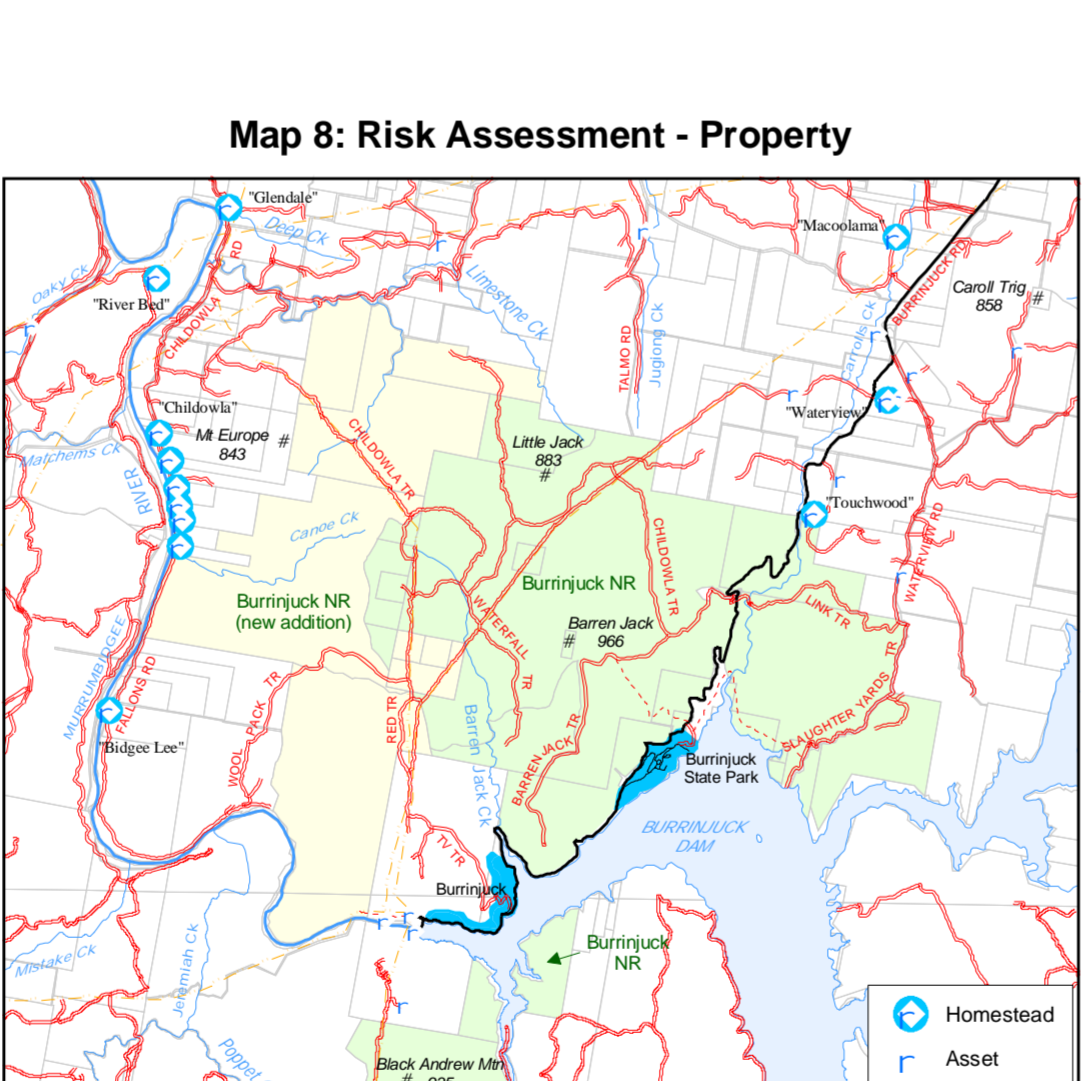 Map 8: Risk Assessment - Property
"Glendale"
Deep Ck
RD
"Macoolama"
Oaky Ck
"River Bed"
CHILDOWLA
Limestone Ck
TALMO RD
Jugiong Ck
Carrolls Ck
BURRINJUCK RD
Caroll Trig
858
"Childowla"
Mt Europe
843
Matchems Ck
RIVER
CHILDOWLA TR
Little Jack
883
"Waterview"
"Touchwood"
Canoe Ck
CHILDOWLA TR
WATERVIEW RD
Burrinjuck NR
(new addition)
Burrinjuck NR
WATERFALL
TR
Barren Jack
966
LINK TR
MURRUMBIDGEE
FALLONS RD
"Bidgee Lee"
WOOL PACK TR
RED TR
Barren Jack Ck
BARREN JACK TR
SLAUGHTER YARDS TR
Burrinjuck
State Park
BURRINJUCK
DAM
TV TR
Burrinjuck
Mistake Ck
Jeremiah Ck
Burrinjuck
NR
Poppet
Black Andrew Mtn
Homestead
Asset